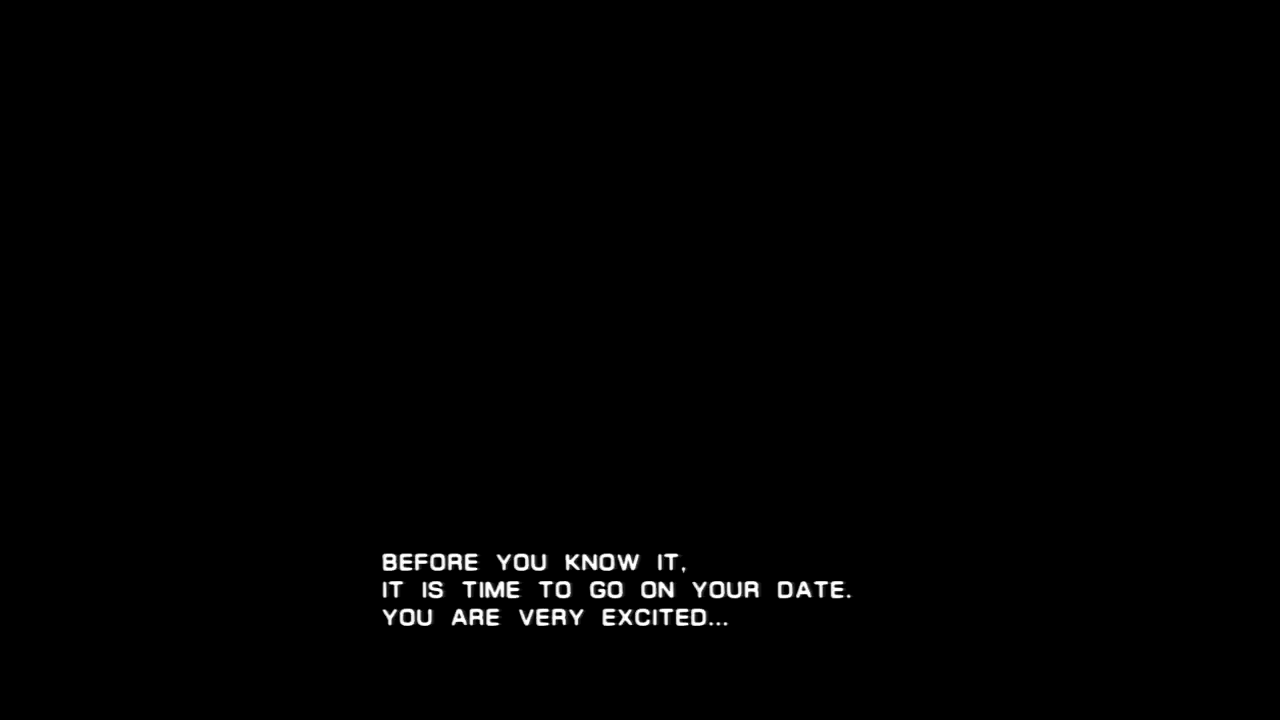 BEFORE YOU KNOW IT,
IT IS TIME TO GO ON YOUR DATE.
YOU ARE VERY EXCITED...